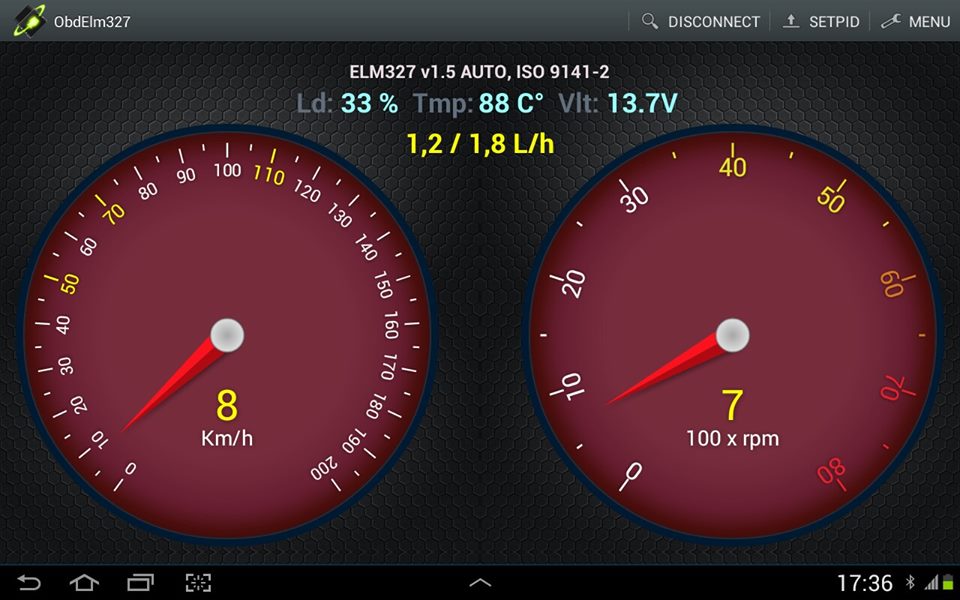 ObdElm327 DISCONNECT SETPID MENU
ELM327 v1.5 AUTO, ISO 9141-2
Ld: 33 % Tmp: 88 C° Vlt: 13.7V
1,2 / 1,8 L/h
0 10 20 30 40 50 60 70 80 90 100 110 120 130 140 150 160 170 180 190 200
8
Km/h
0 10 20 30 40 50 60 70 80
7
100 x rpm
17:36